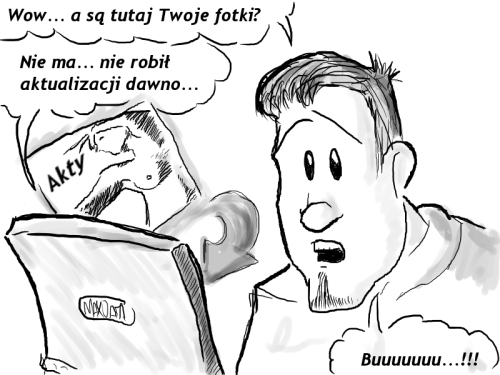 Wow... a są tutaj Twoje fotki?
Nie ma... nie robił
aktualizacji dawno...
Akty
Buuuuuuu...!!!